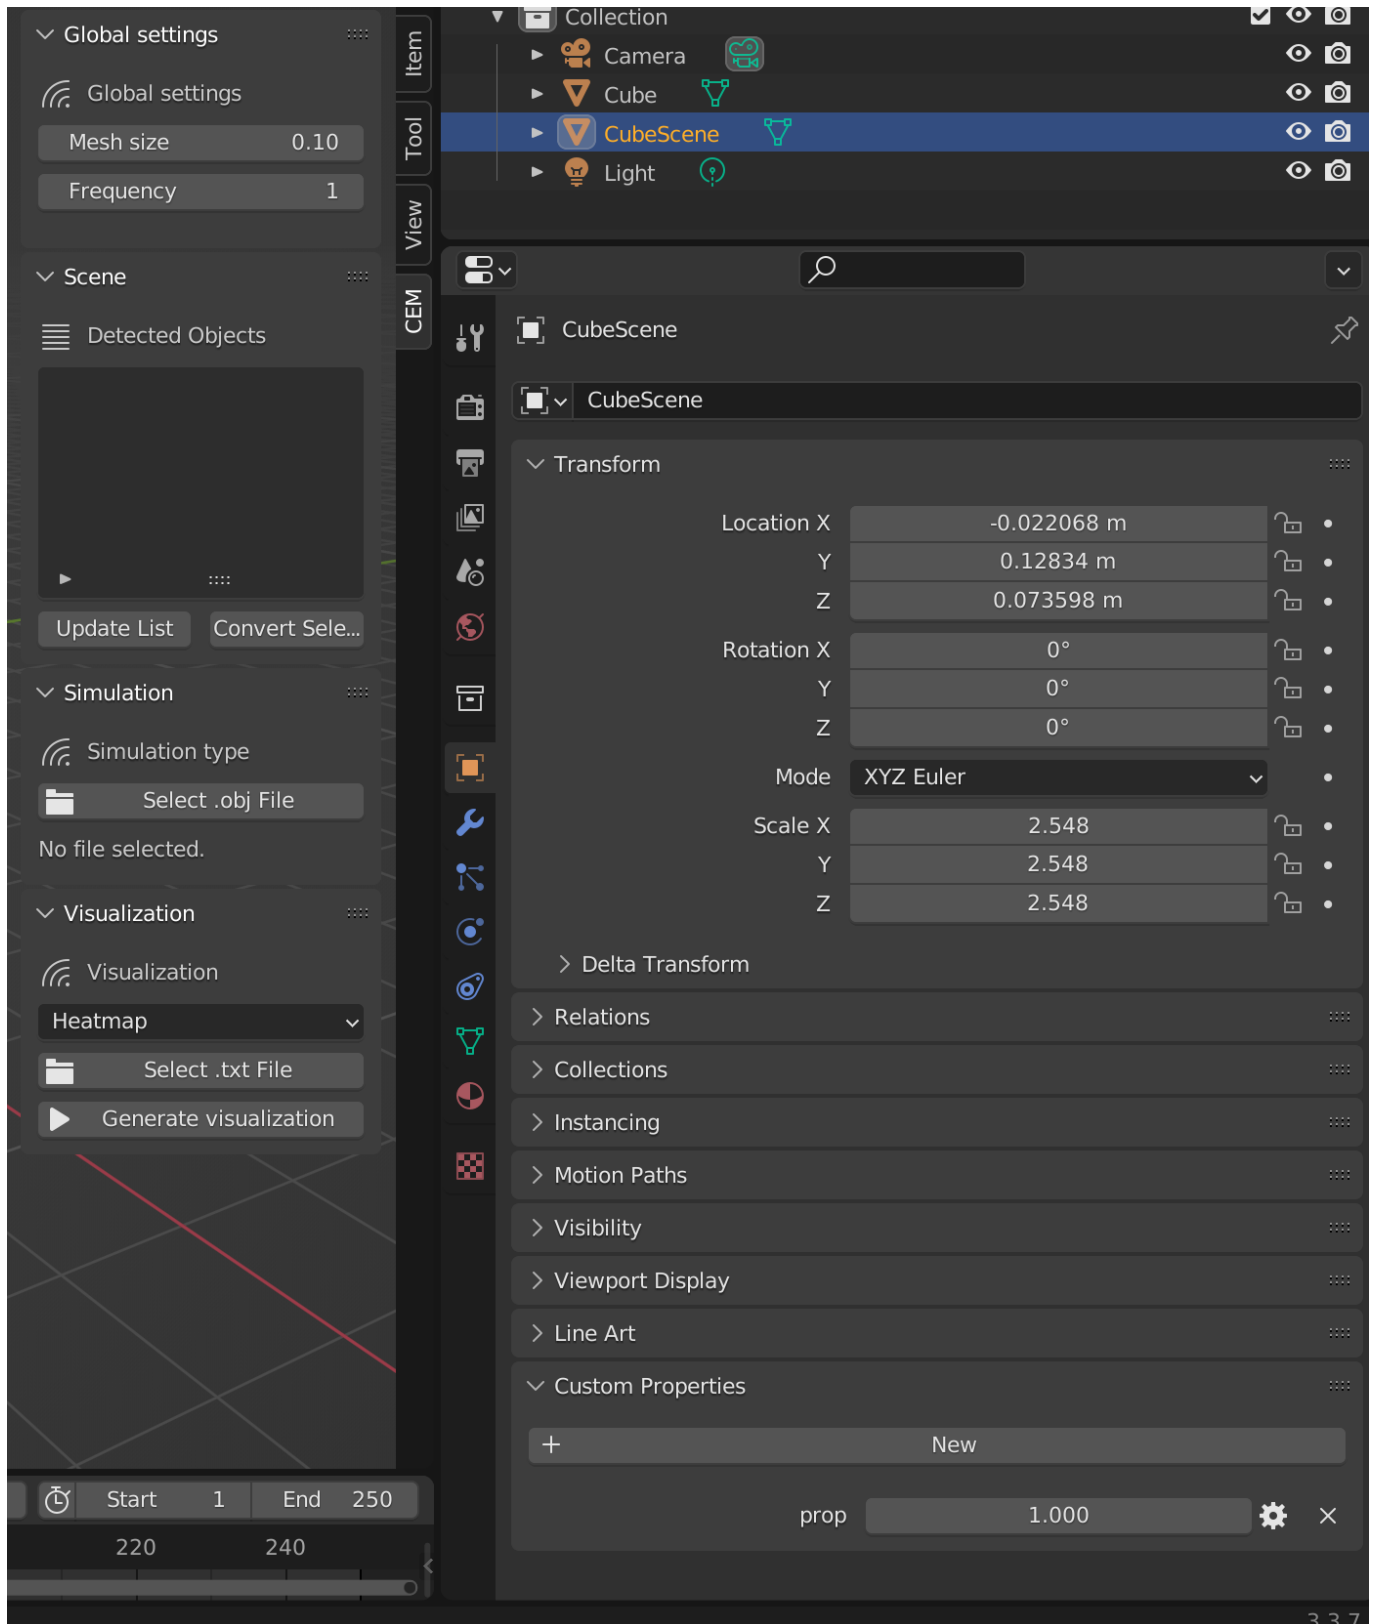 Global settings
Global settings
Mesh size 0.10
Frequency 1
Scene
Detected Objects
Update List Convert Sele...
Simulation
Simulation type
Select .obj File
No file selected.
Visualization
Visualization
Heatmap
Select .txt File
Generate visualization
Item
Tool
View
CEM
Start 1 End 250
220 240
Collection
Camera
Cube
CubeScene
Light
CubeScene
CubeScene
Transform
Location X -0.022068 m
Y 0.12834 m
Z 0.073598 m
Rotation X 0°
Y 0°
Z 0°
Mode XYZ Euler
Scale X 2.548
Y 2.548
Z 2.548
Delta Transform
Relations
Collections
Instancing
Motion Paths
Visibility
Viewport Display
Line Art
Custom Properties
New
prop 1.000
3.3.7